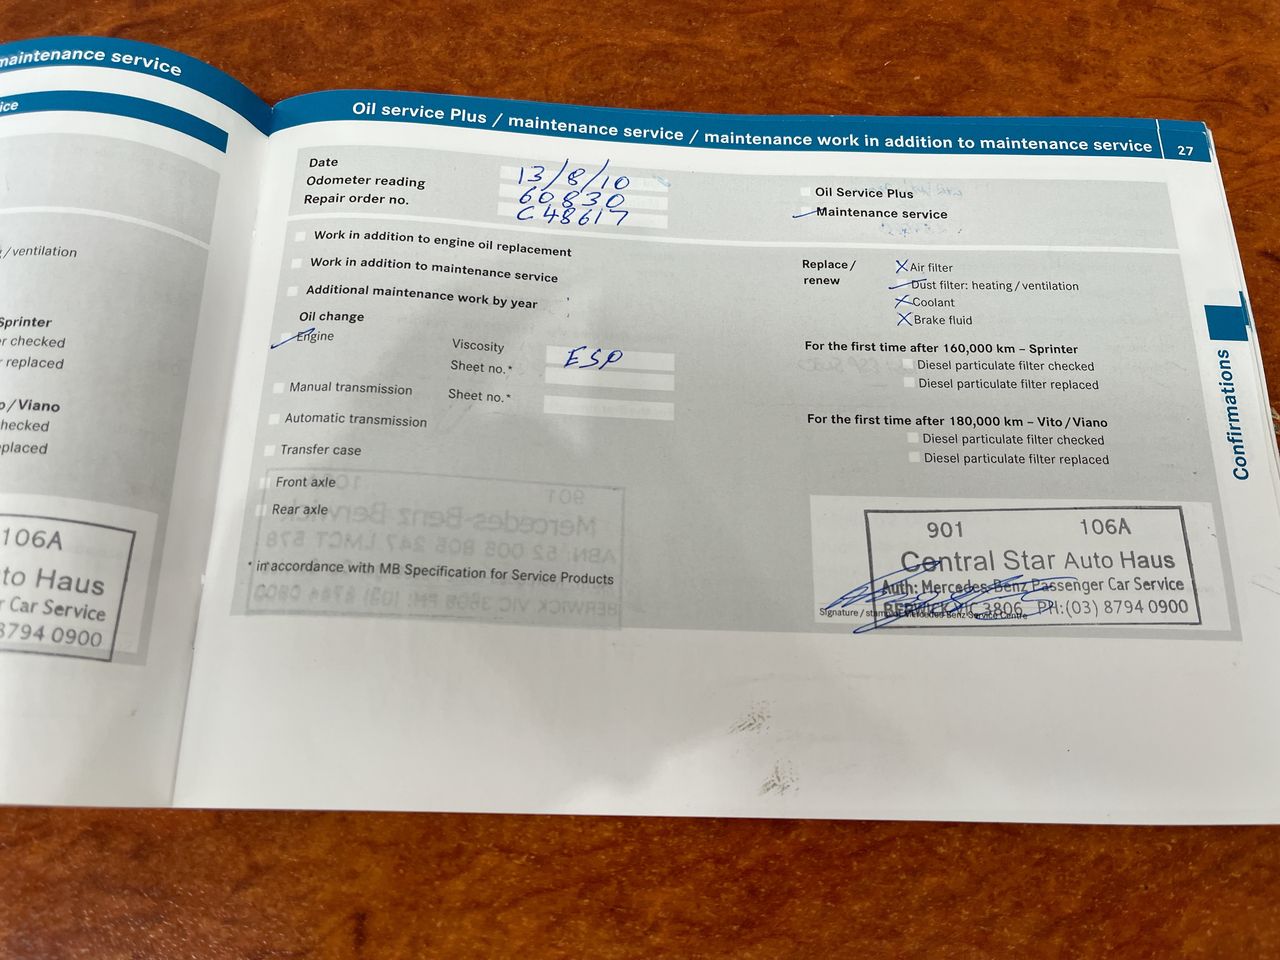 maintenance service
ice
/ventilation
Sprinter
r checked
replaced
o/Viano
hecked
placed
106A
to Haus
r Car Service
8794 0900
Oil service Plus / maintenance service / maintenance work in addition to maintenance service 27
Date 13/8/10
Odometer reading 60830
Repair order no. C48617
Oil Service Plus
Maintenance service
Work in addition to engine oil replacement
Work in addition to maintenance service
Additional maintenance work by year
Oil change
Engine
Viscosity ESP
Sheet no.*
Manual transmission Sheet no.*
Automatic transmission
Transfer case
Front axle
Rear axle
* in accordance with MB Specification for Service Products
Replace/
renew
X Air filter
Dust filter: heating/ventilation
X Coolant
X Brake fluid
For the first time after 160,000 km – Sprinter
Diesel particulate filter checked
Diesel particulate filter replaced
For the first time after 180,000 km – Vito/Viano
Diesel particulate filter checked
Diesel particulate filter replaced
901 106A
Central Star Auto Haus
Auth: Mercedes-Benz Passenger Car Service
BERWICK VIC 3806 PH:(03) 8794 0900
Signature/stamp of Mercedes-Benz Service Centre
Confirmations